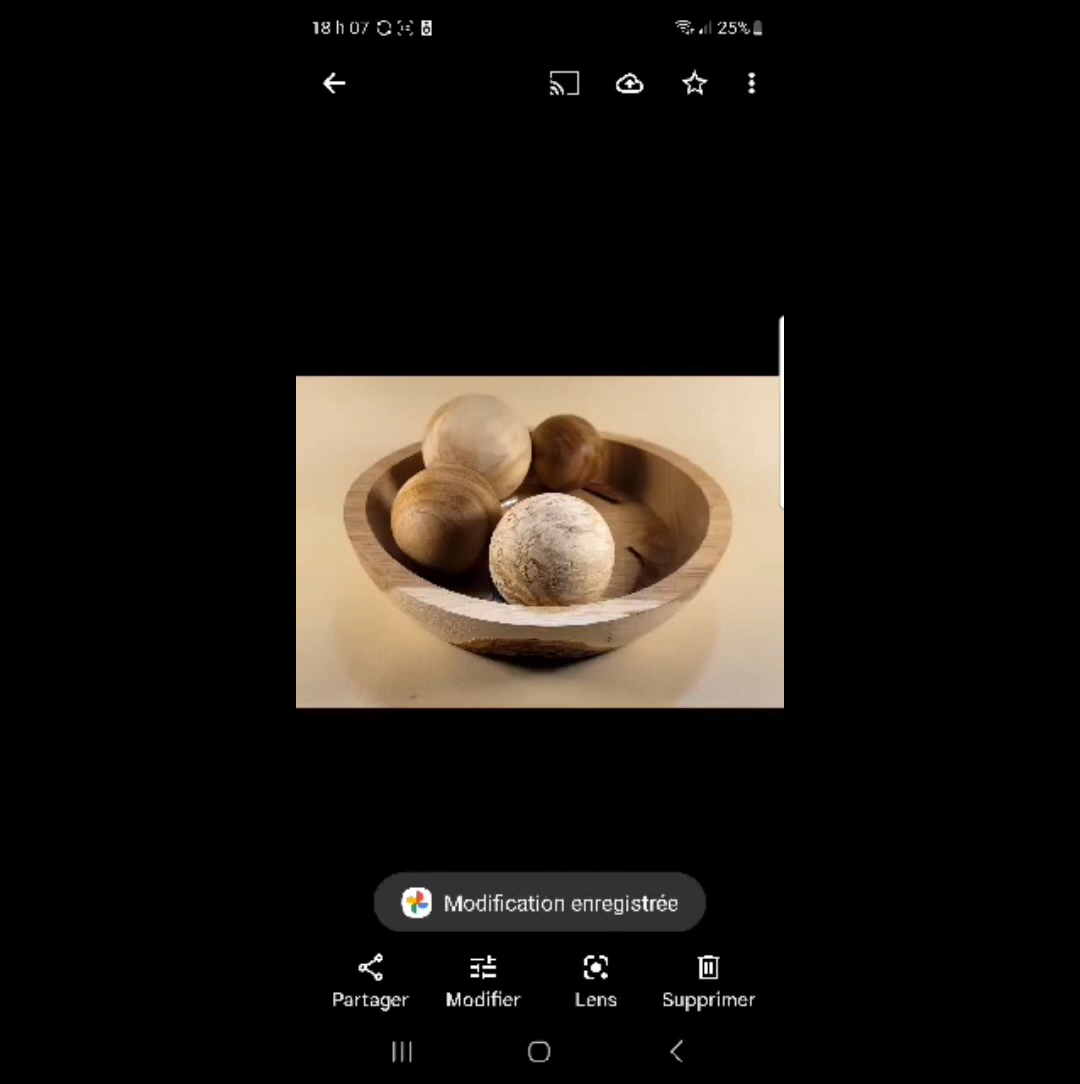 18 h 07 25%
Modification enregistrée
Partager Modifier Lens Supprimer